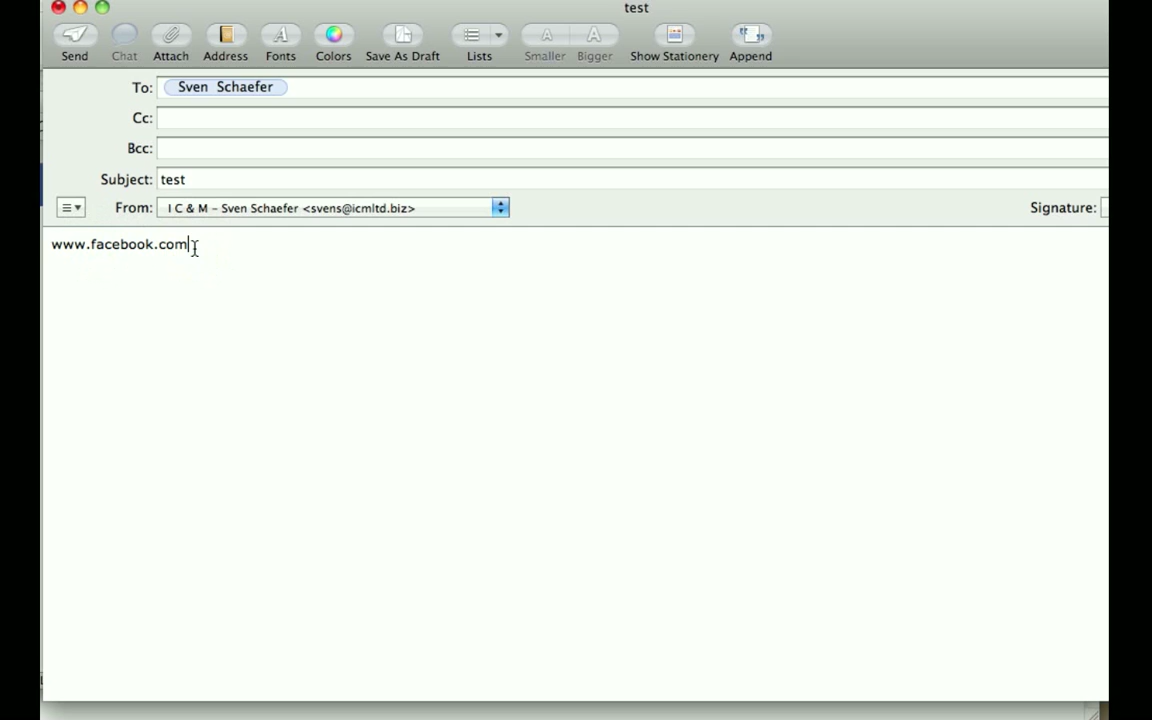 test
Send Chat Attach Address Fonts Colors Save As Draft Lists Smaller Bigger Show Stationery Append
To: Sven Schaefer
Cc:
Bcc:
Subject: test
From: I C & M – Sven Schaefer <svens@icmltd.biz> Signature:
www.facebook.com